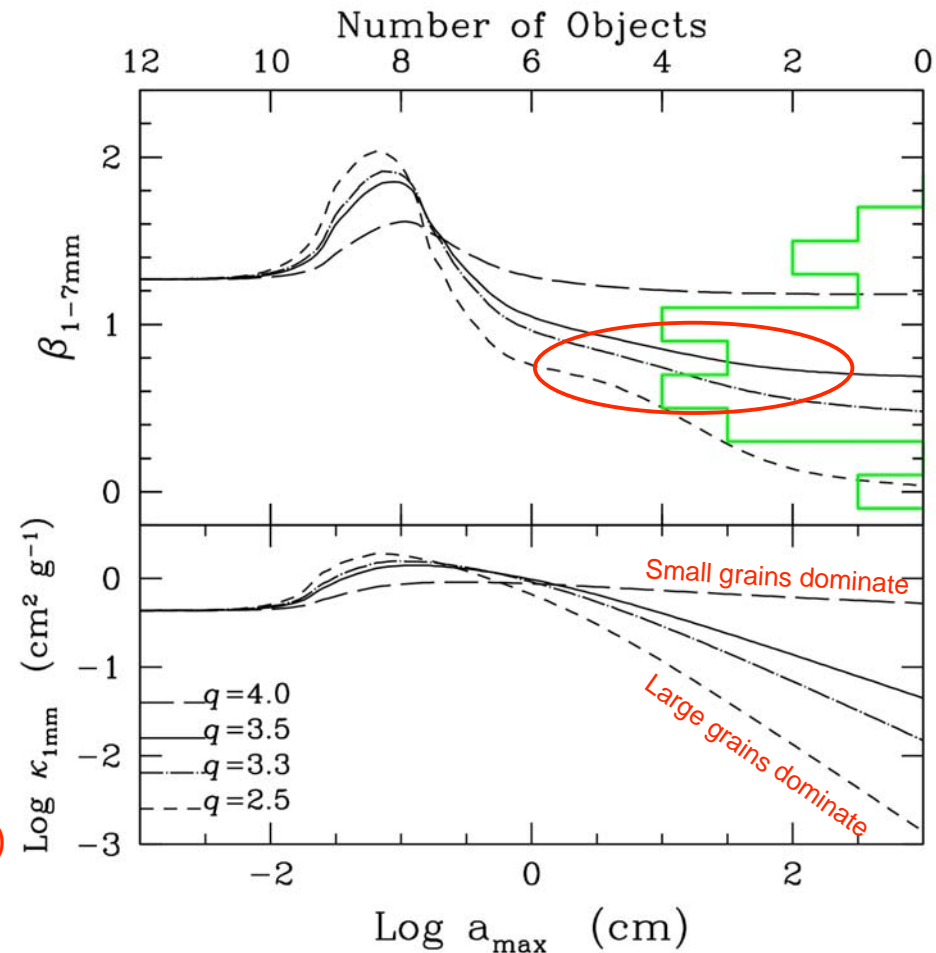 Number of Objects
12 10 8 6 4 2 0
2
1
0
β1-7mm
0
-1
-2
-3
Log κ1mm (cm² g⁻¹)
Small grains dominate
Large grains dominate
q=4.0
q=3.5
q=3.3
q=2.5
)
-2 0 2
Log amax (cm)